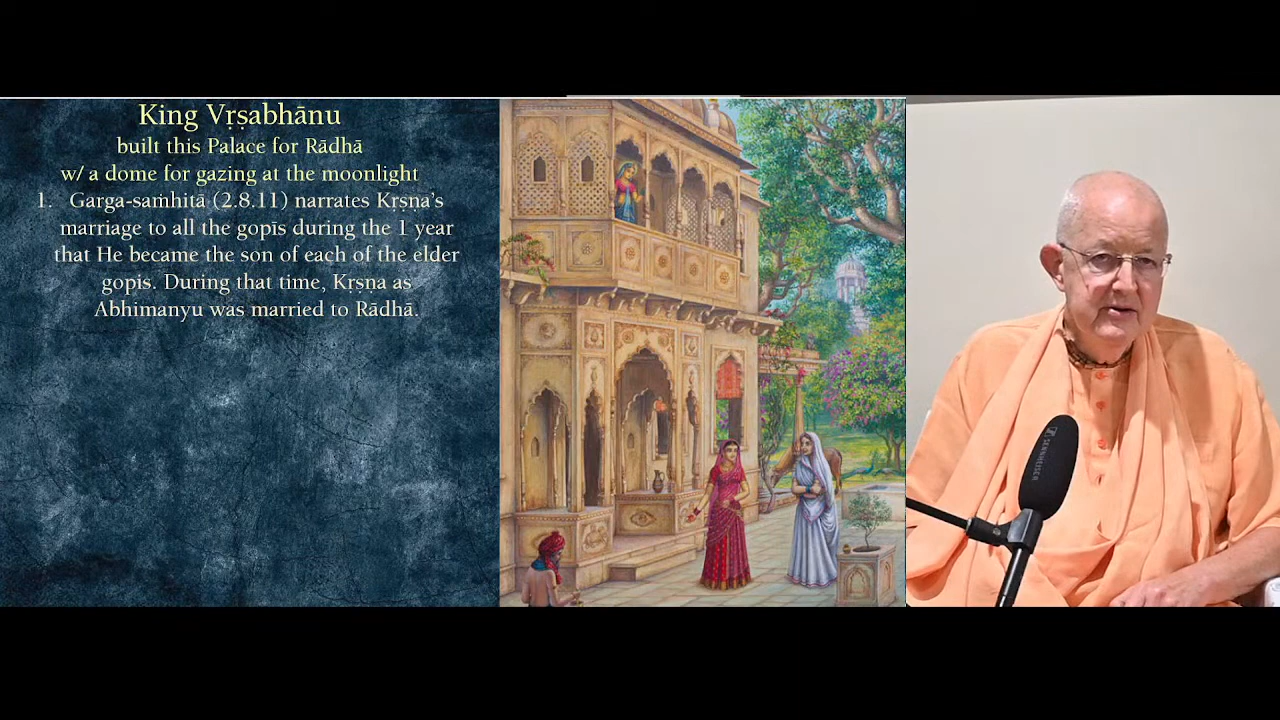 King Vṛṣabhānu
built this Palace for Rādhā
w/ a dome for gazing at the moonlight
1. Garga-saṁhitā (2.8.11) narrates Kṛṣṇa's
marriage to all the gopīs during the 1 year
that He became the son of each of the elder
gopīs. During that time, Kṛṣṇa as
Abhimanyu was married to Rādhā.
SENNHEISER